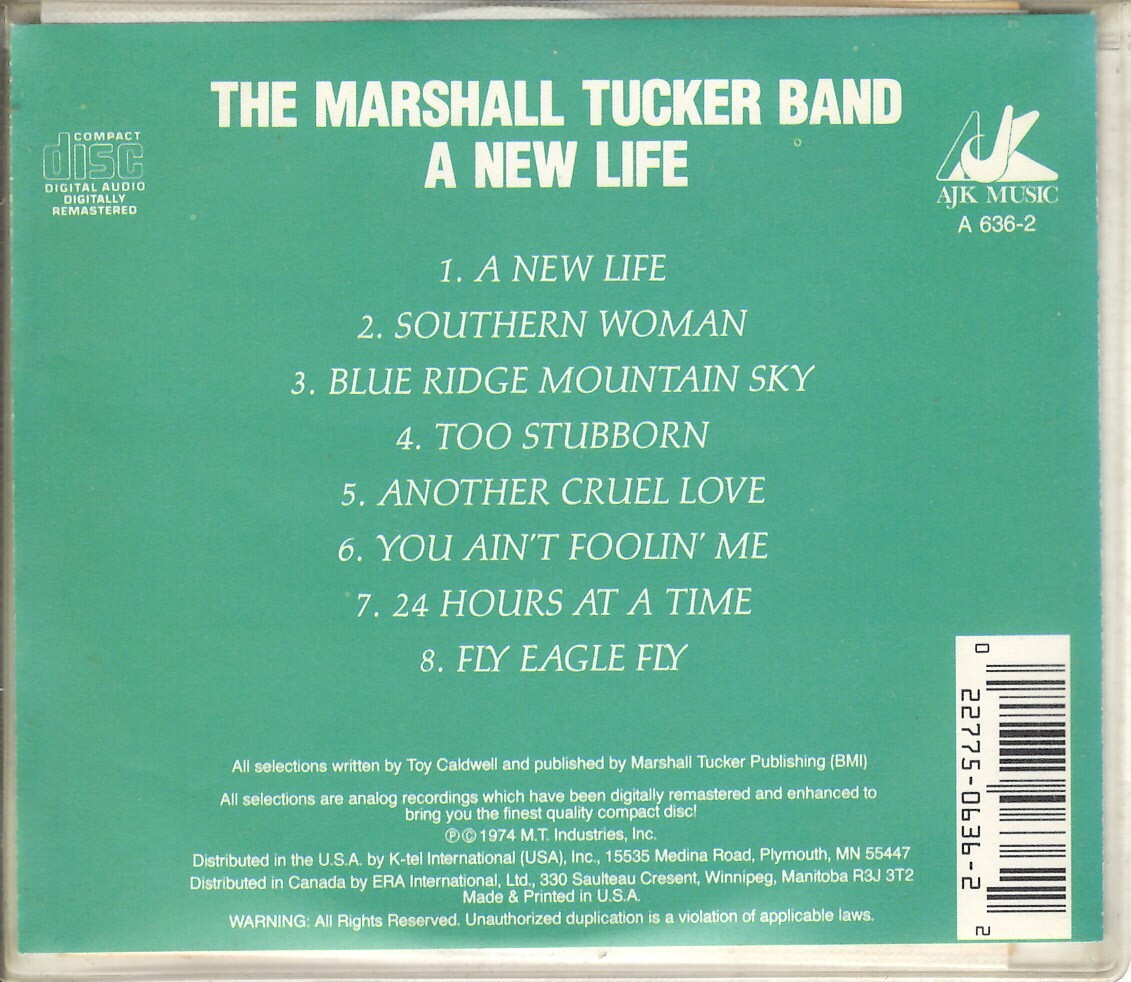 THE MARSHALL TUCKER BAND
A NEW LIFE
COMPACT
disc
DIGITAL AUDIO
DIGITALLY
REMASTERED
AJK MUSIC
A 636-2
1. A NEW LIFE
2. SOUTHERN WOMAN
3. BLUE RIDGE MOUNTAIN SKY
4. TOO STUBBORN
5. ANOTHER CRUEL LOVE
6. YOU AIN'T FOOLIN' ME
7. 24 HOURS AT A TIME
8. FLY EAGLE FLY
All selections written by Toy Caldwell and published by Marshall Tucker Publishing (BMI)
All selections are analog recordings which have been digitally remastered and enhanced to
bring you the finest quality compact disc!
℗©1974 M.T. Industries, Inc.
Distributed in the U.S.A. by K-tel International (USA), Inc., 15535 Medina Road, Plymouth, MN 55447
Distributed in Canada by ERA International, Ltd., 330 Saulteau Cresent, Winnipeg, Manitoba R3J 3T2
Made & Printed in U.S.A.
WARNING: All Rights Reserved. Unauthorized duplication is a violation of applicable laws.
0 22775-0636-2 2